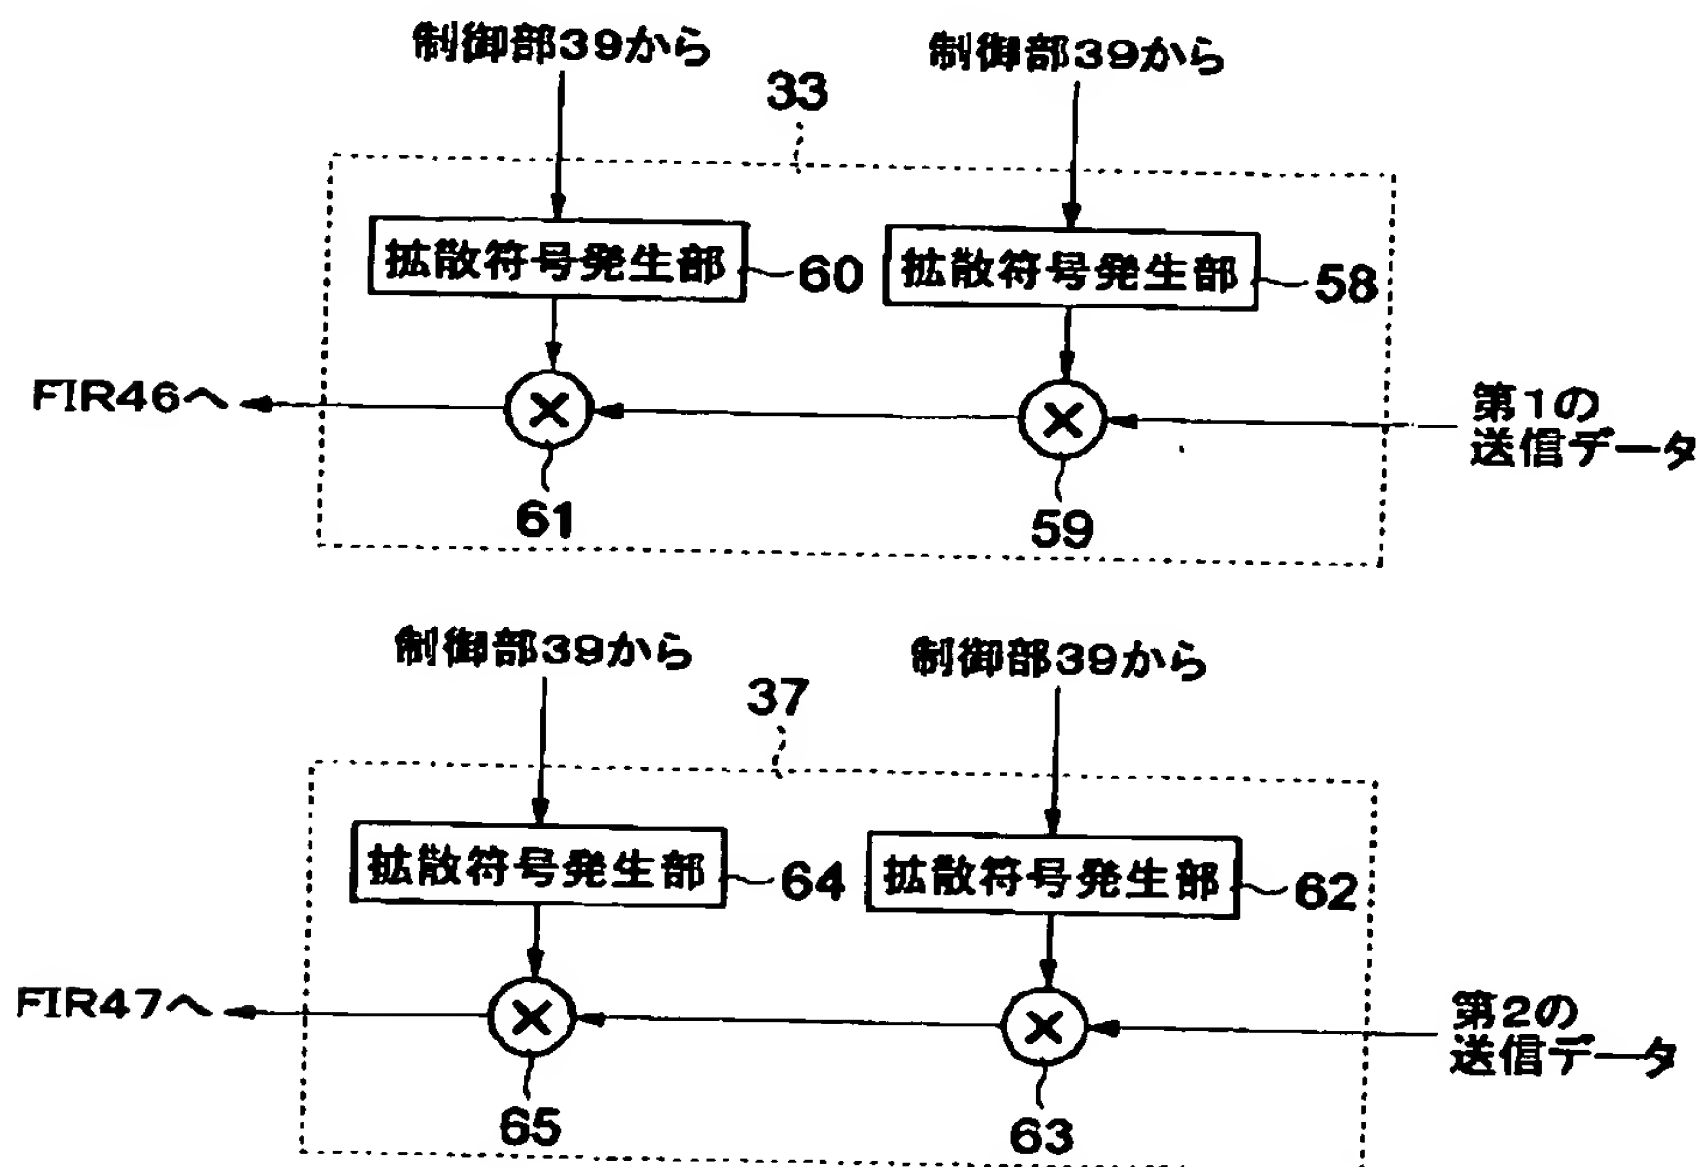 制御部39から
制御部39から
33
拡散符号発生部
60
拡散符号発生部
58
FIR46へ
第1の
送信データ
61
59
制御部39から
制御部39から
37
拡散符号発生部
64
拡散符号発生部
62
FIR47へ
第2の
送信データ
65
63